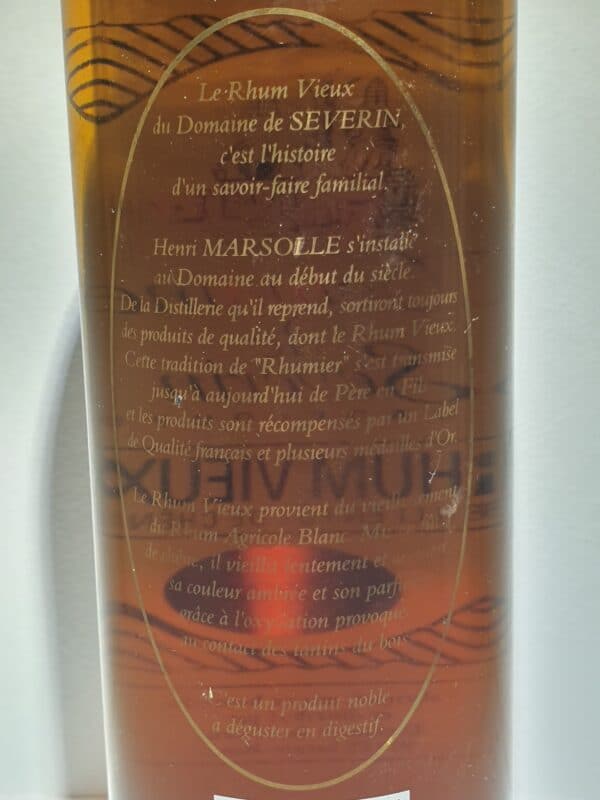 Le Rhum Vieux
du Domaine de SEVERIN,
c'est l'histoire
d'un savoir-faire familial.
Henri MARSOLLE s'installe
au Domaine au début du siècle.
De la Distillerie qu'il reprend, sortiront toujours
des produits de qualité, dont le Rhum Vieux.
Cette tradition de "Rhumier" s'est transmise
jusqu'à aujourd'hui de Père en Fils
et les produits sont récompensés par un Label
de Qualité français et plusieurs médailles d'Or.
Le Rhum Vieux provient du vieillissement
du Rhum Agricole Blanc.
de chêne, il vieillit lentement et
sa couleur ambrée et son parfum
grâce à l'oxydation provoquée
au contact des tanins du bois.
C'est un produit noble
a déguster en digestif.
RHUM VIEUX